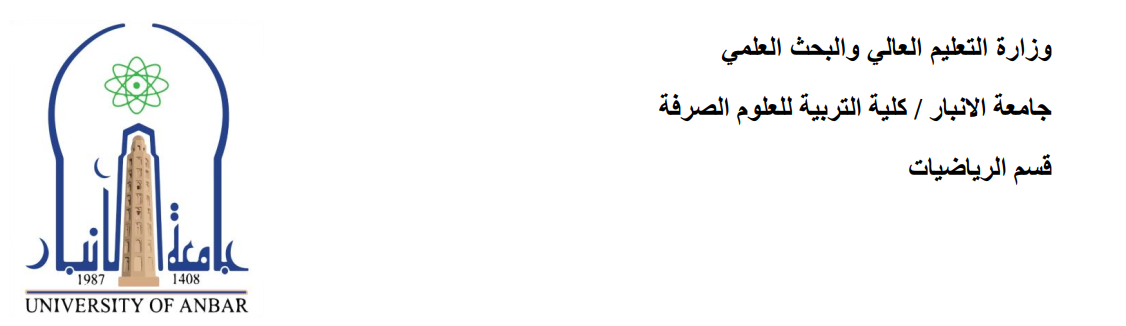 وزارة التعليم العالي والبحث العلمي
جامعة الانبار / كلية التربية للعلوم الصرفة
قسم الرياضيات
جامعة الانبار
1987 1408
UNIVERSITY OF ANBAR